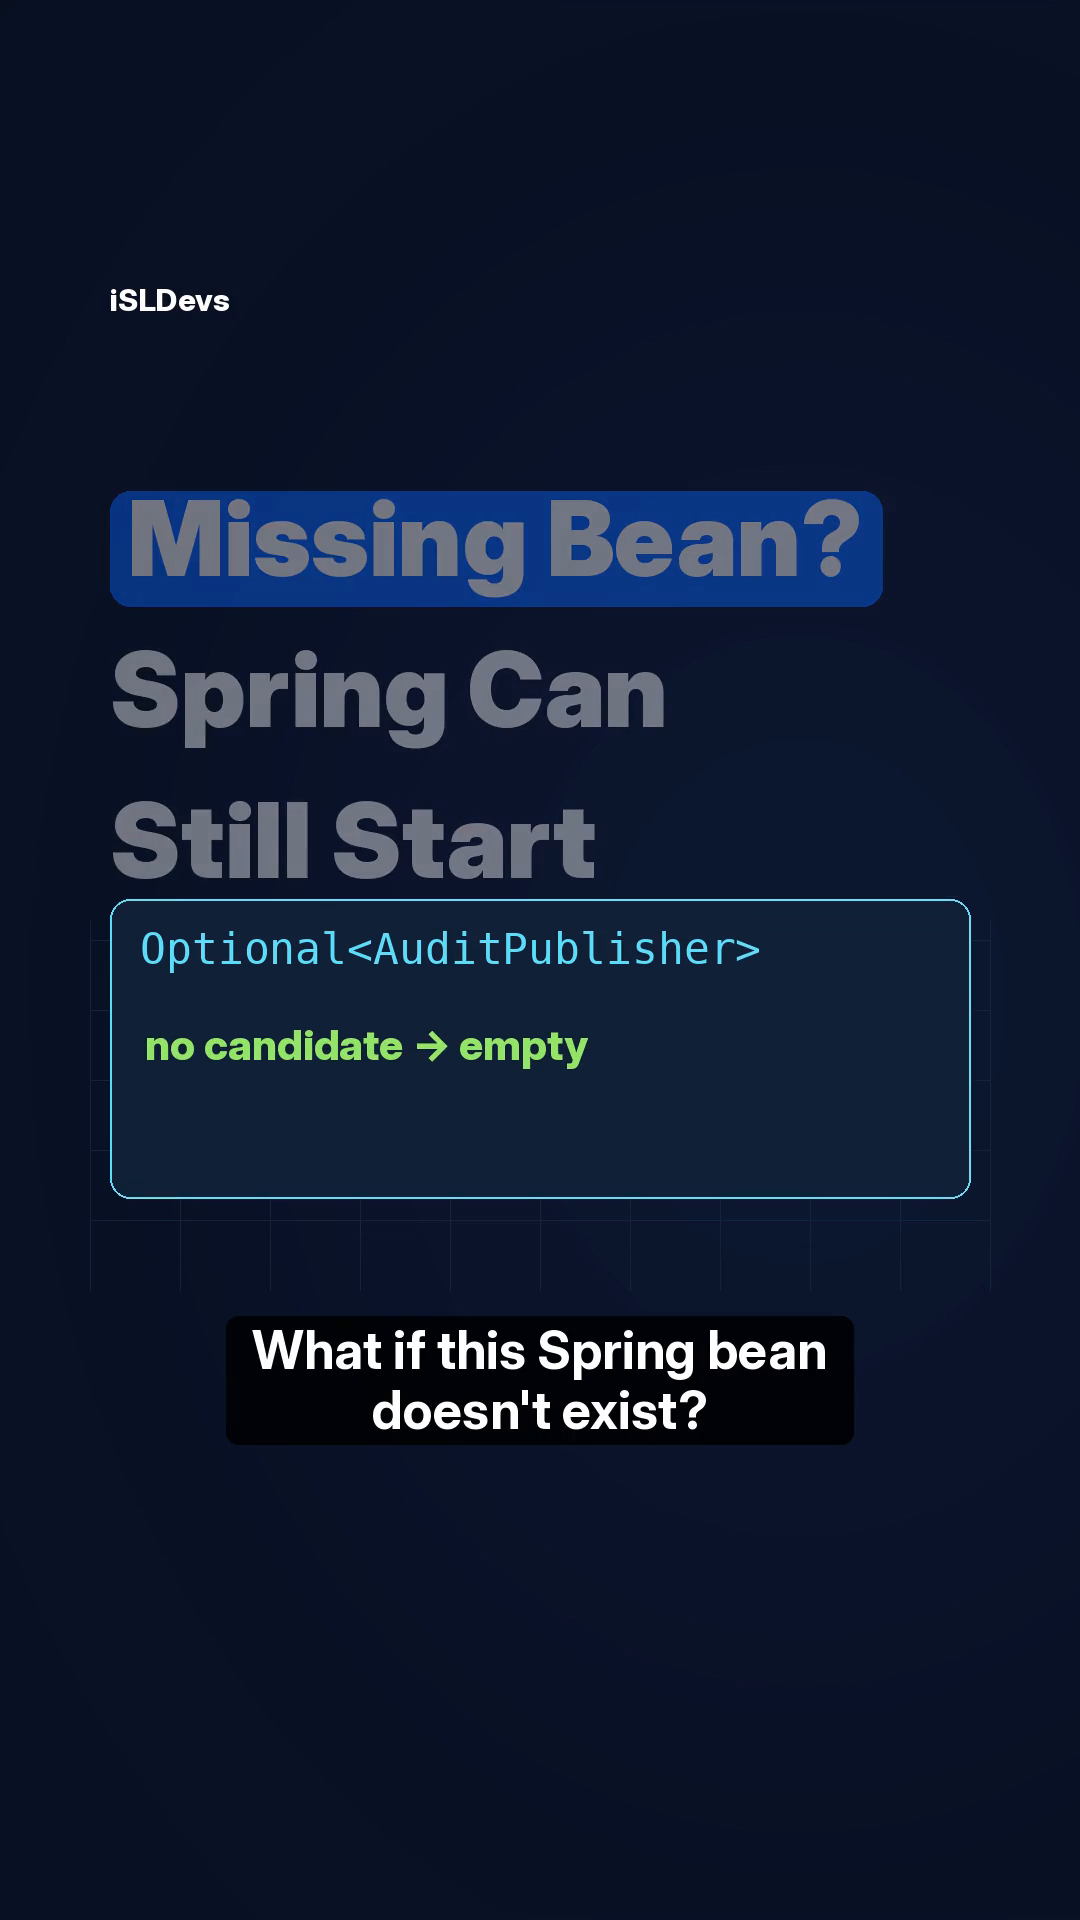 iSLDevs
Missing Bean?
Spring Can
Still Start
Optional<AuditPublisher>
no candidate → empty
What if this Spring bean
doesn't exist?